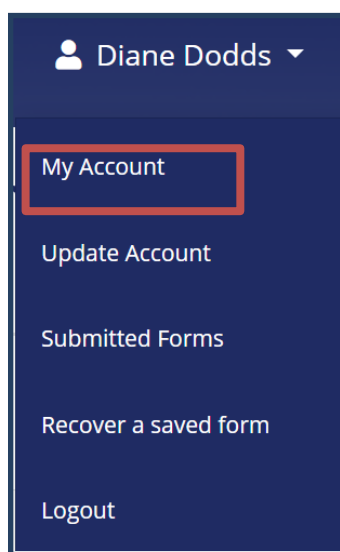 Diane Dodds
My Account
Update Account
Submitted Forms
Recover a saved form
Logout